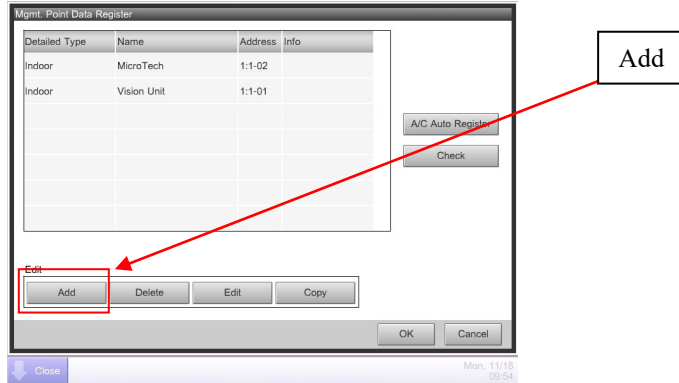 Mgmt. Point Data Register
Detailed Type Name Address Info
Indoor MicroTech 1:1-02
Indoor Vision Unit 1:1-01
Add
A/C Auto Register
Check
Edit
Add Delete Edit Copy
OK Cancel
Close
Mon. 11/15
09:54